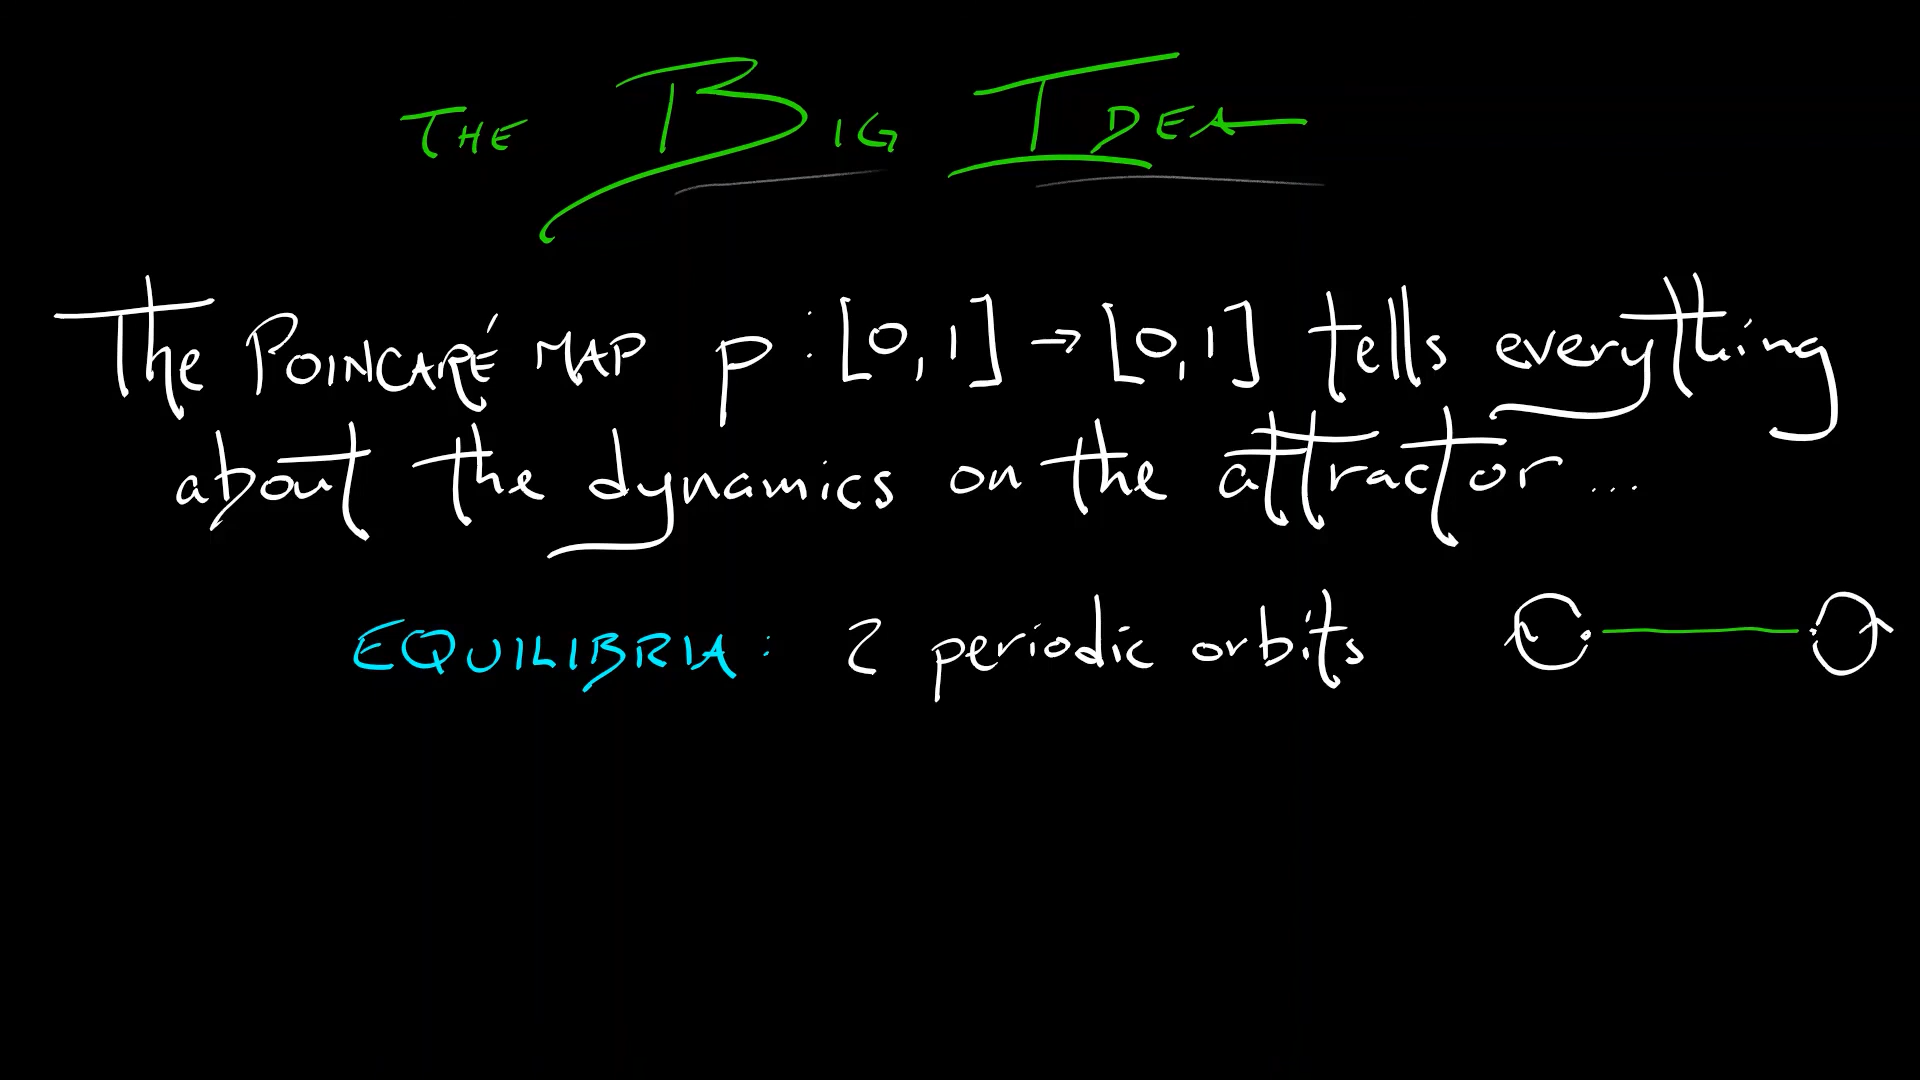 THE BIG IDEA
The POINCARÉ MAP p : [0,1] → [0,1] tells everything
about the dynamics on the attractor...
EQUILIBRIA: 2 periodic orbits